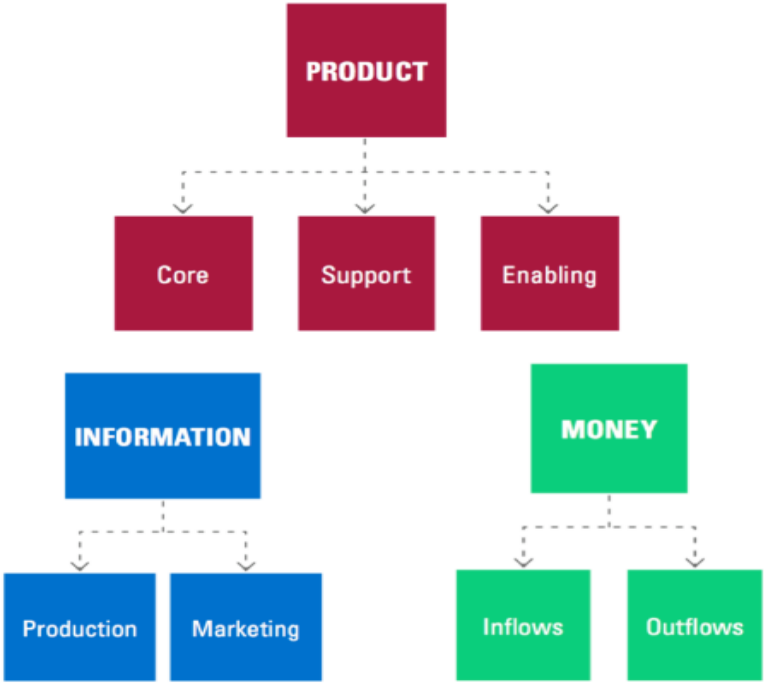 PRODUCT
Core
Support
Enabling
INFORMATION
MONEY
Production
Marketing
Inflows
Outflows